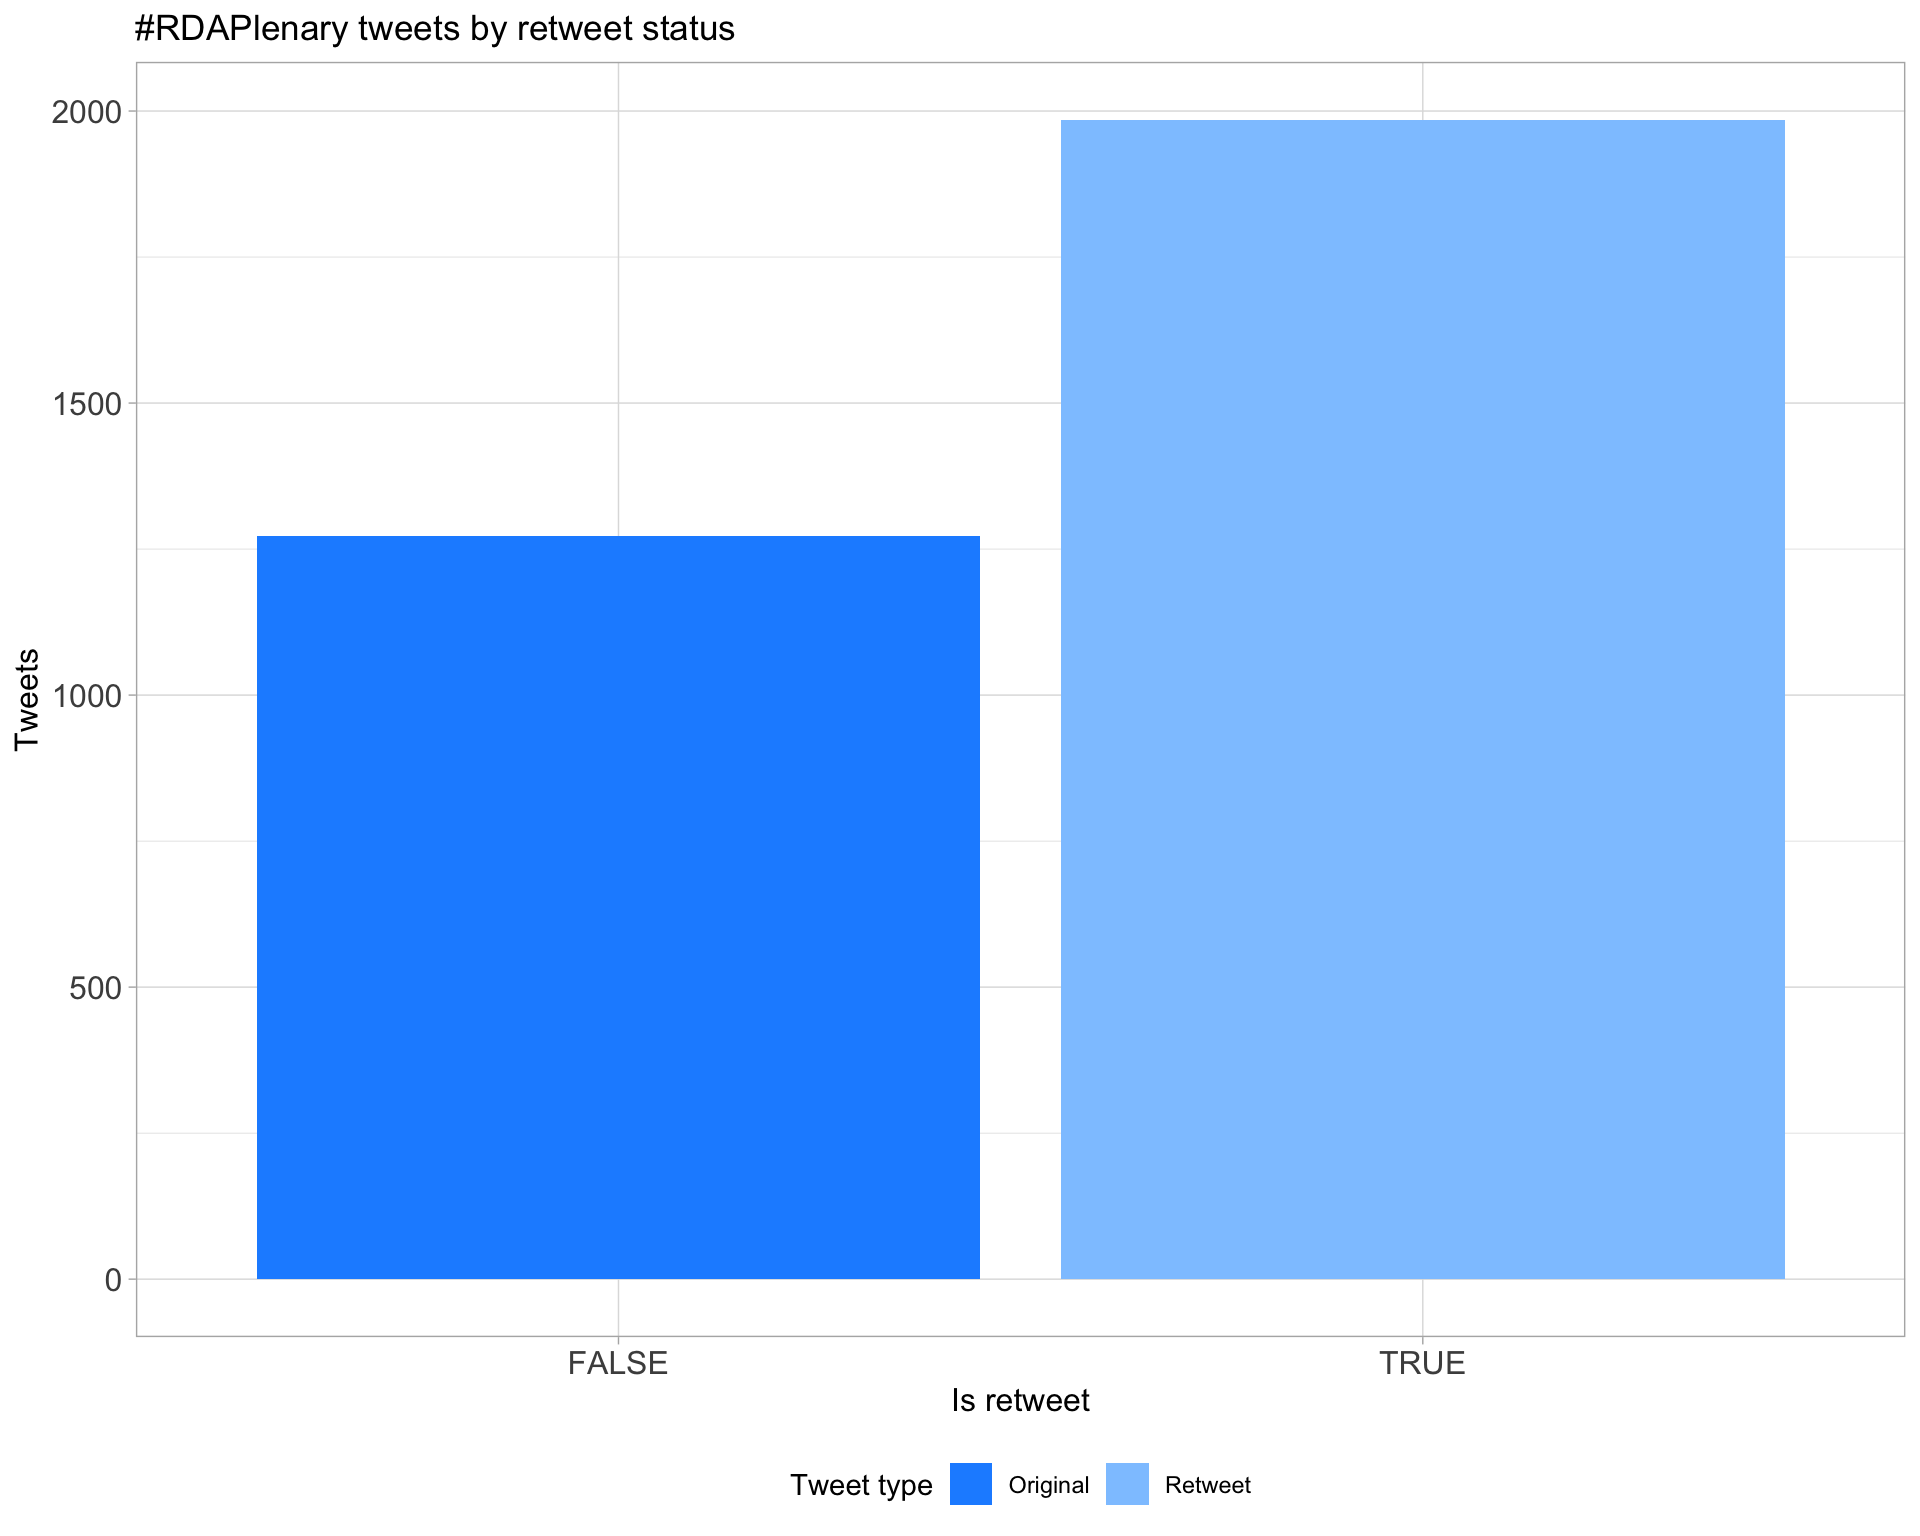 #RDAPlenary tweets by retweet status
2000
1500
1000
500
0
Tweets
FALSE TRUE
Is retweet
Tweet type Original Retweet